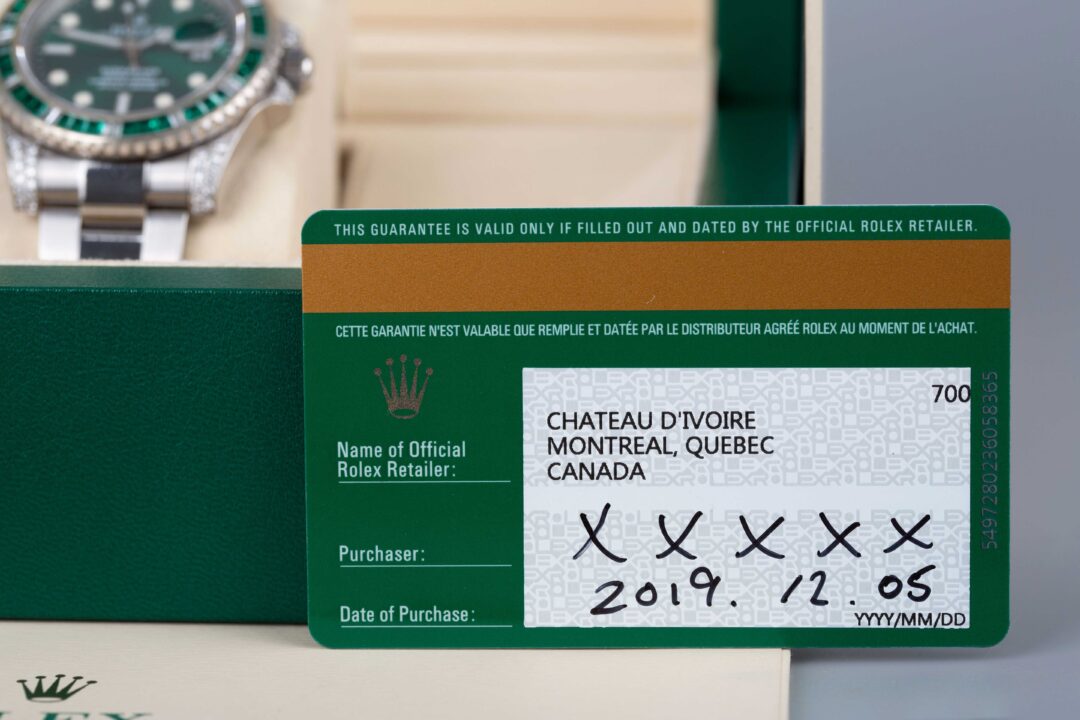 THIS GUARANTEE IS VALID ONLY IF FILLED OUT AND DATED BY THE OFFICIAL ROLEX RETAILER.
CETTE GARANTIE N'EST VALABLE QUE REMPLIE ET DATÉE PAR LE DISTRIBUTEUR AGRÉÉ ROLEX AU MOMENT DE L'ACHAT.
700
Name of Official
Rolex Retailer:
CHATEAU D'IVOIRE
MONTREAL, QUEBEC
CANADA
Purchaser: X X X X X
Date of Purchase: 2019. 12. 05
YYYY/MM/DD
5497280236058365